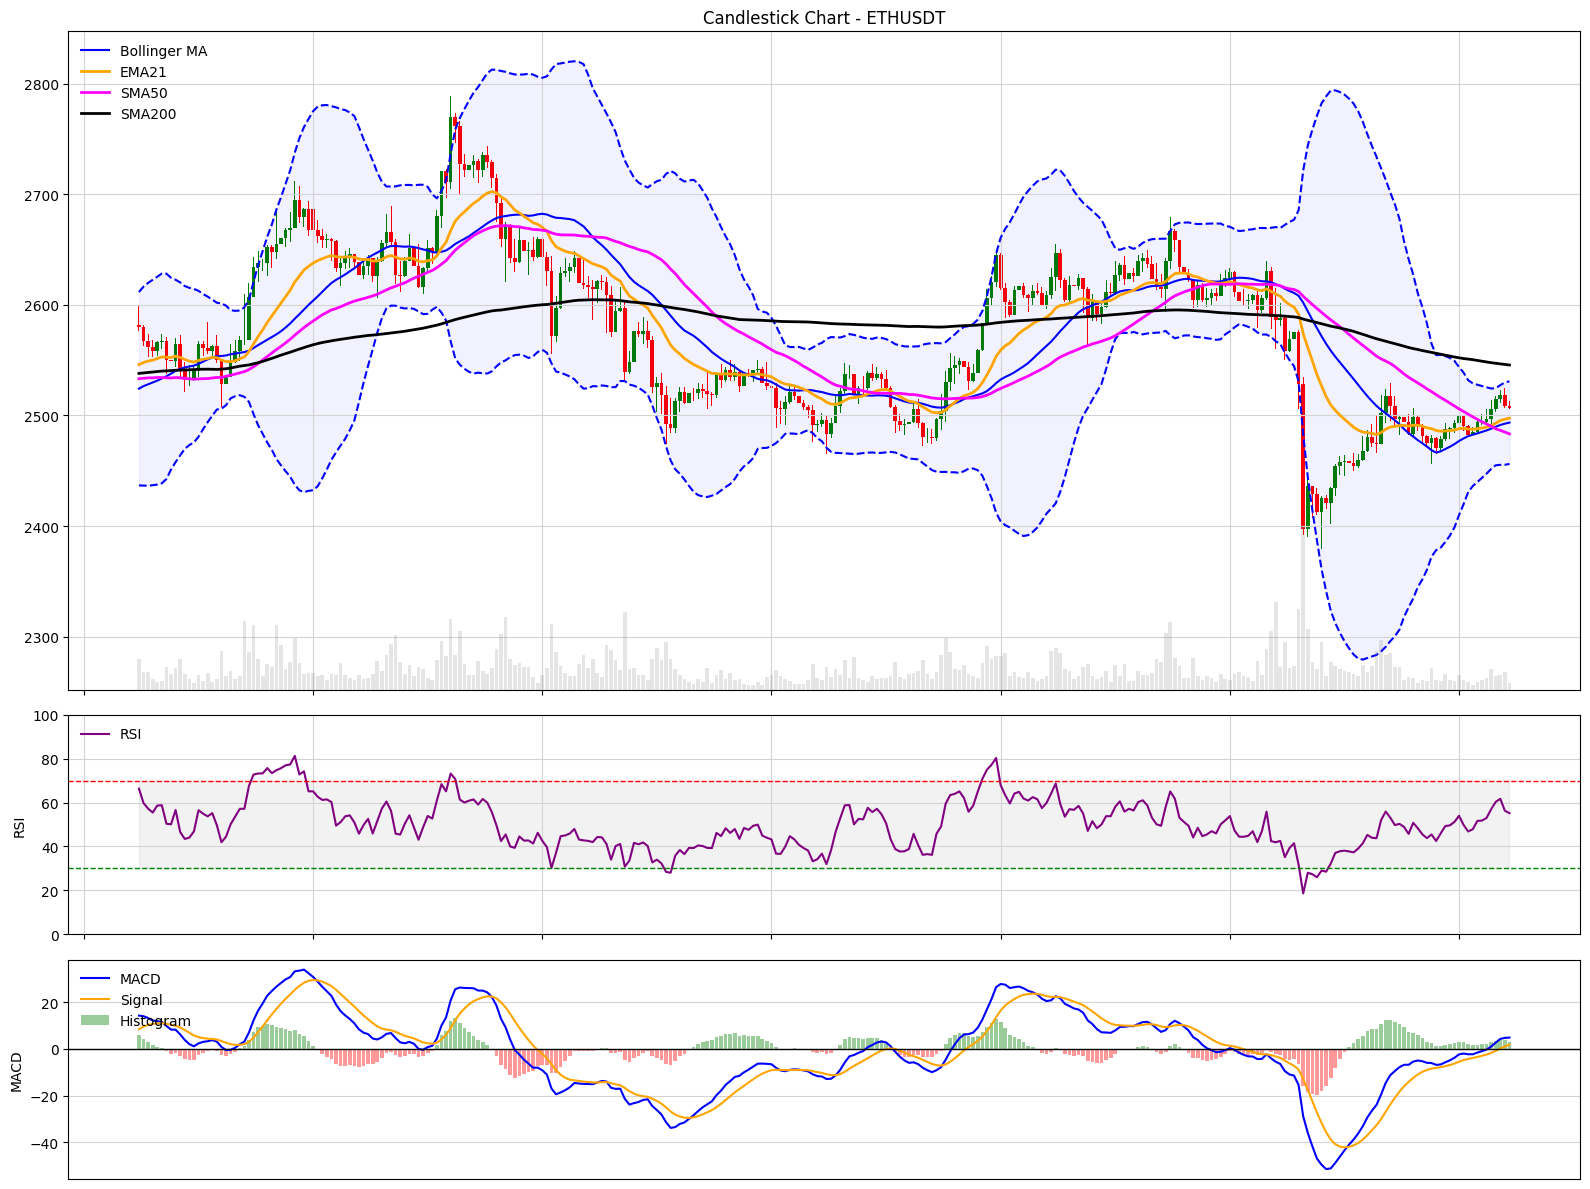 Candlestick Chart - ETHUSDT
Bollinger MA
EMA21
SMA50
SMA200
2800
2700
2600
2500
2400
2300
RSI
100
80
60
40
20
0
RSI
MACD
Signal
Histogram
20
0
−20
−40
MACD